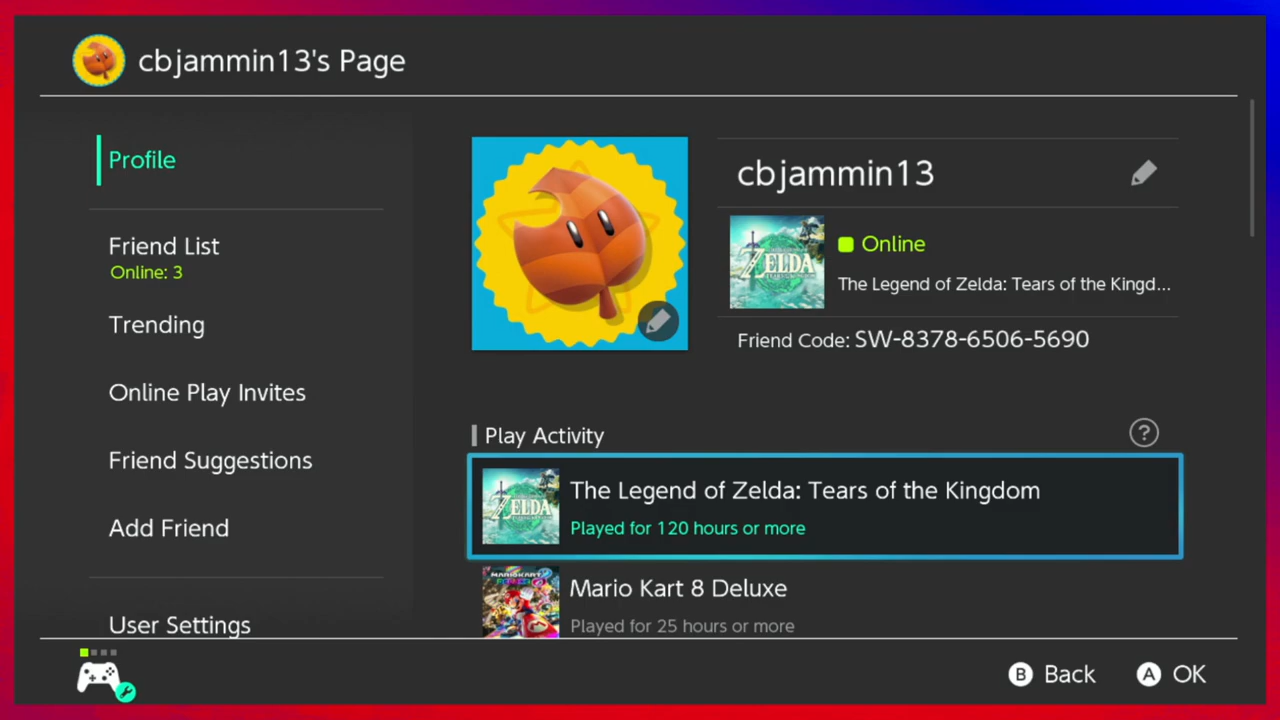 cbjammin13's Page
Profile
Friend List
Online: 3
Trending
Online Play Invites
Friend Suggestions
Add Friend
User Settings
cbjammin13
ZELDA
Online
The Legend of Zelda: Tears of the Kingd...
Friend Code: SW-8378-6506-5690
Play Activity
?
ZELDA
The Legend of Zelda: Tears of the Kingdom
Played for 120 hours or more
MARIOKART
Mario Kart 8 Deluxe
Played for 25 hours or more
B Back
A OK